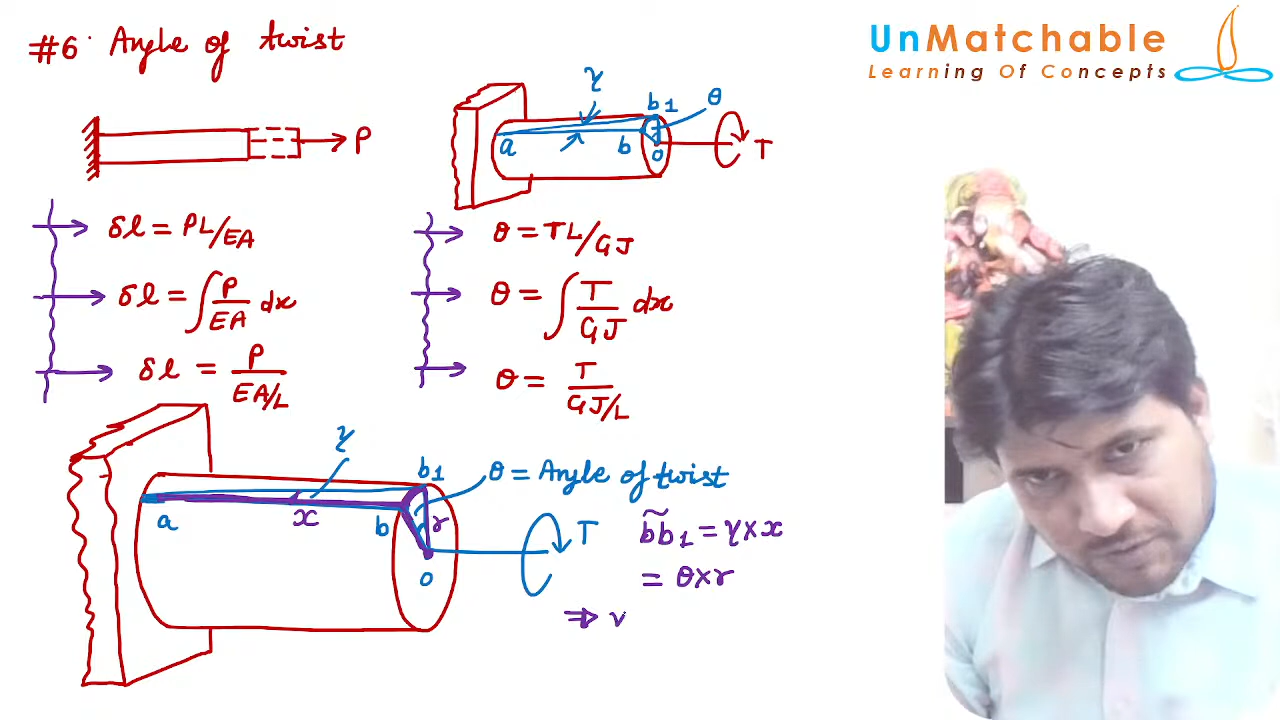 #6. Angle of twist
UnMatchable
Learning Of Concepts
P
a
b
b1
o
γ
θ
T
δl = PL/EA
δl = ∫ P/EA dx
δl = P / EA/L
θ = TL/GJ
θ = ∫ T/GJ dx
θ = T / GJ/L
γ
a
x
b
b1
r
o
θ = Angle of twist
T
bb1 = γ×x
= θ×r
⇒ γ